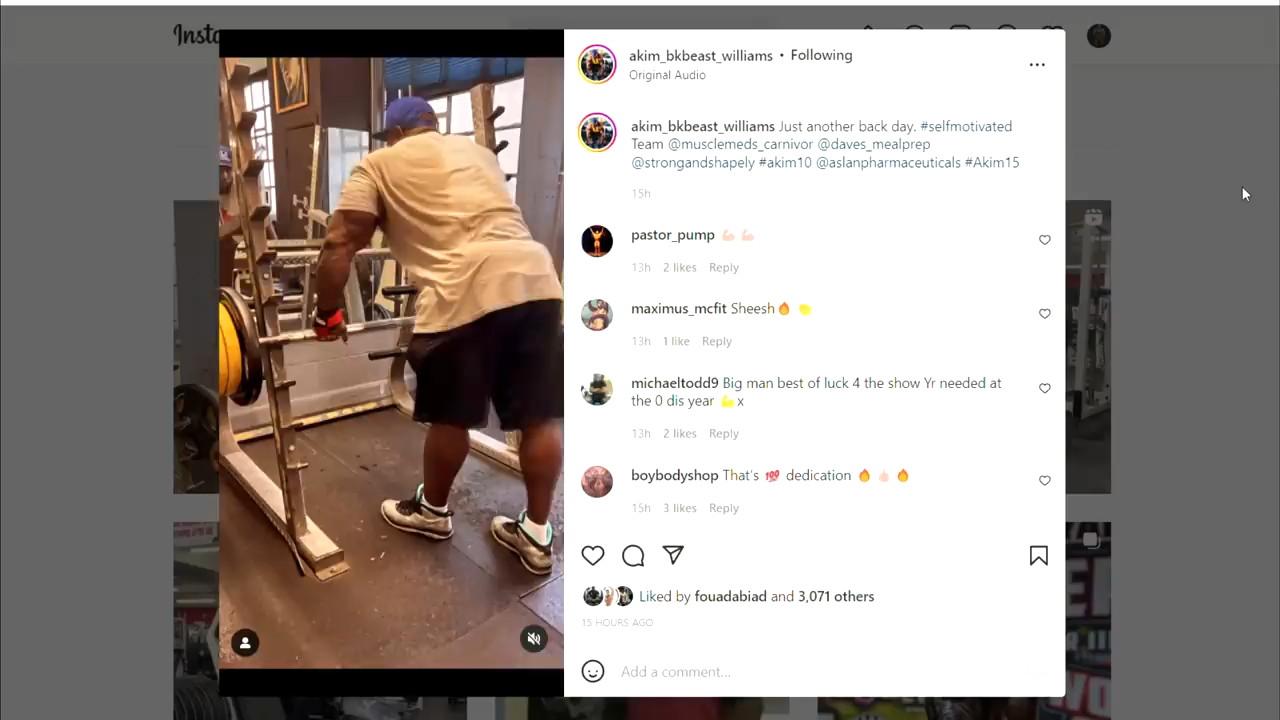 Insta
akim_bkbeast_williams • Following
Original Audio
akim_bkbeast_williams Just another back day. #selfmotivated
Team @musclemeds_carnivor @daves_mealprep
@strongandshapely #akim10 @aslanpharmaceuticals #Akim15
15h
pastor_pump 💪🏻 💪🏻
13h 2 likes Reply
maximus_mcfit Sheesh🔥 👏
13h 1 like Reply
michaeltodd9 Big man best of luck 4 the show Yr needed at
the 0 dis year 💪 x
13h 2 likes Reply
boybodyshop That's 💯 dedication 🔥 👍🏻 🔥
15h 3 likes Reply
Liked by fouadabiad and 3,071 others
15 HOURS AGO
Add a comment...